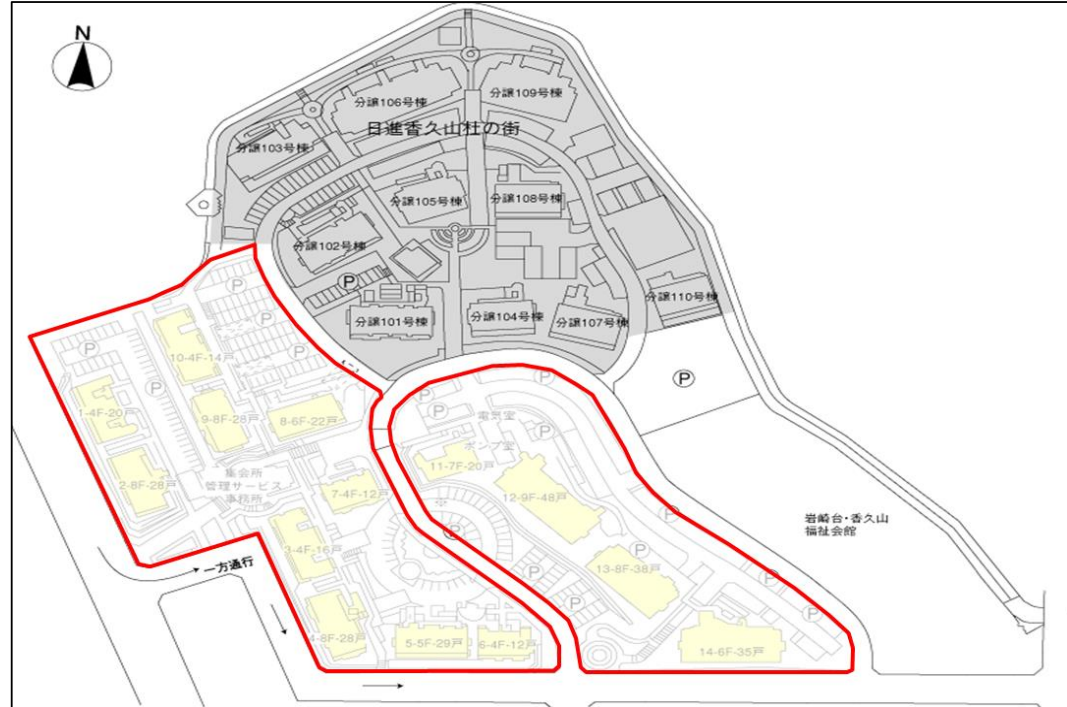 N
分譲106号棟
分譲109号棟
日進香久山杜の街
分譲103号棟
分譲105号棟
分譲108号棟
分譲102号棟
P
分譲110号棟
分譲101号棟
分譲104号棟
分譲107号棟
P
P
P
10-4F-14戸
P
P
P
P
1-4F-20戸
9-8F-28戸
8-6F-22戸
P
電気室
P
ポンプ室
11-7F-20戸
集会所
管理サービス
事務所
2-8F-28戸
7-4F-12戸
12-9F-48戸
P
P
岩崎台・香久山
福祉会館
3-4F-16戸
P
一方通行
13-8F-38戸
P
P
P
P
4-8F-28戸
5-5F-29戸
6-4F-12戸
14-6F-35戸